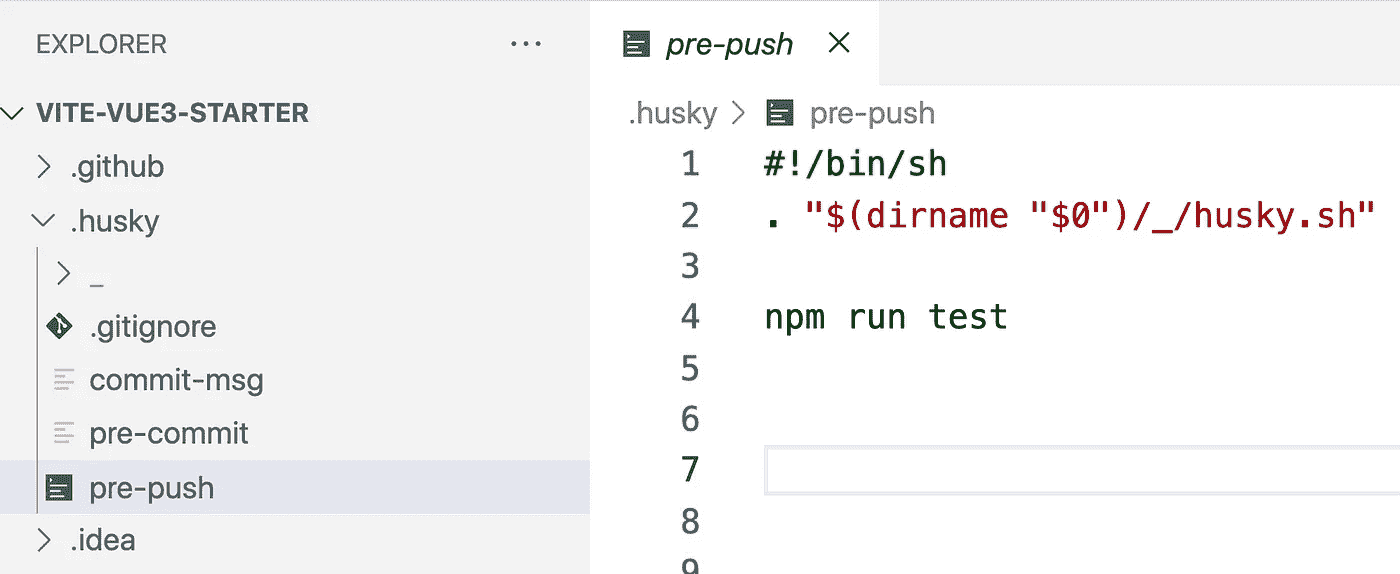 EXPLORER
VITE-VUE3-STARTER
.github
.husky
_
.gitignore
commit-msg
pre-commit
pre-push
.idea
pre-push
.husky > pre-push
1 #!/bin/sh
2 . "$(dirname "$0")/_/husky.sh"
3
4 npm run test
5
6
7
8
9